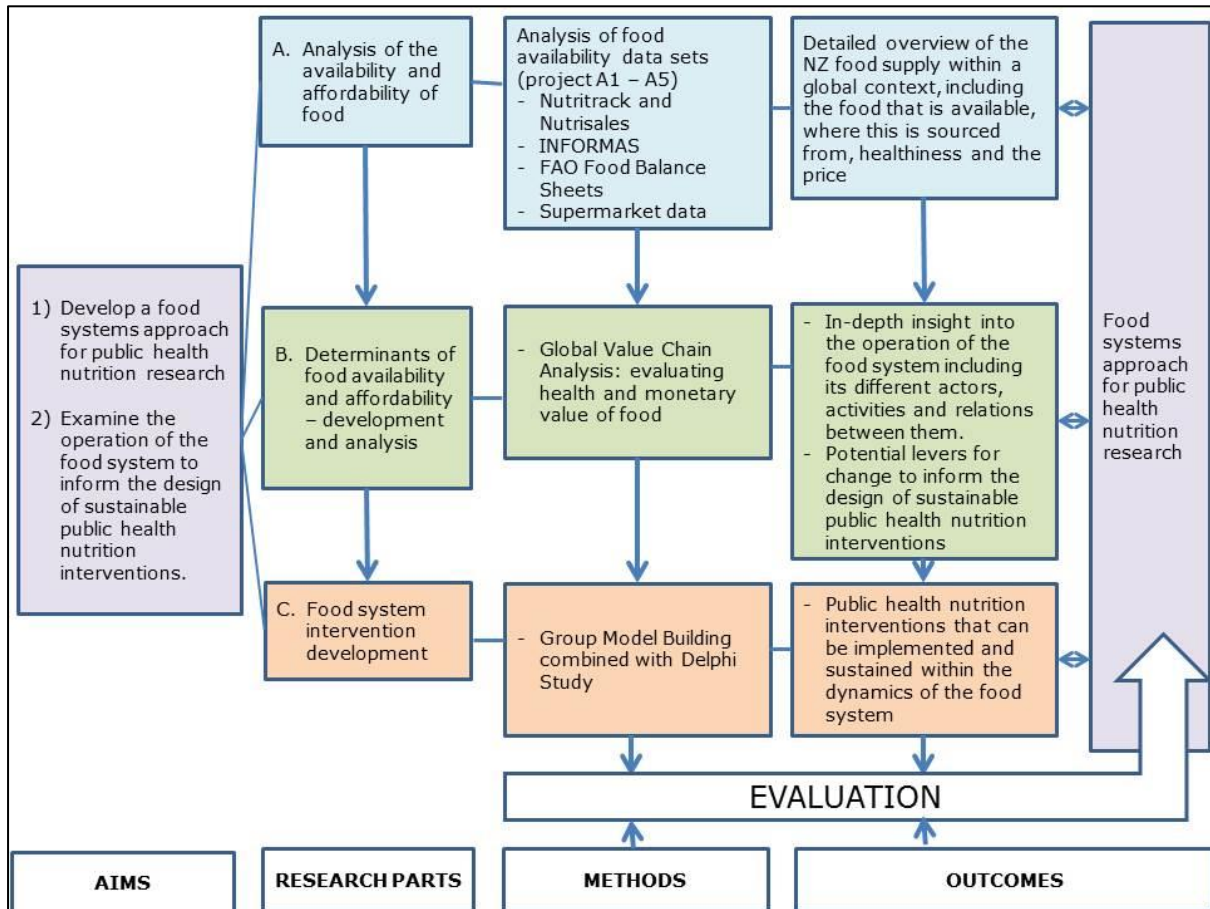 1) Develop a food
systems approach
for public health
nutrition research
2) Examine the
operation of the
food system to
inform the design
of sustainable
public health
nutrition
interventions.
A. Analysis of the
availability and
affordability of
food
Analysis of food
availability data sets
(project A1 – A5)
- Nutritrack and
Nutrisales
- INFORMAS
- FAO Food Balance
Sheets
- Supermarket data
Detailed overview of the
NZ food supply within a
global context, including
the food that is available,
where this is sourced
from, healthiness and the
price
B. Determinants of
food availability
and affordability
– development
and analysis
- Global Value Chain
Analysis: evaluating
health and monetary
value of food
- In-depth insight into
the operation of the
food system including
its different actors,
activities and relations
between them.
- Potential levers for
change to inform the
design of sustainable
public health nutrition
interventions
C. Food system
intervention
development
- Group Model Building
combined with Delphi
Study
- Public health nutrition
interventions that can
be implemented and
sustained within the
dynamics of the food
system
Food
systems
approach
for public
health
nutrition
research
EVALUATION
AIMS
RESEARCH PARTS
METHODS
OUTCOMES